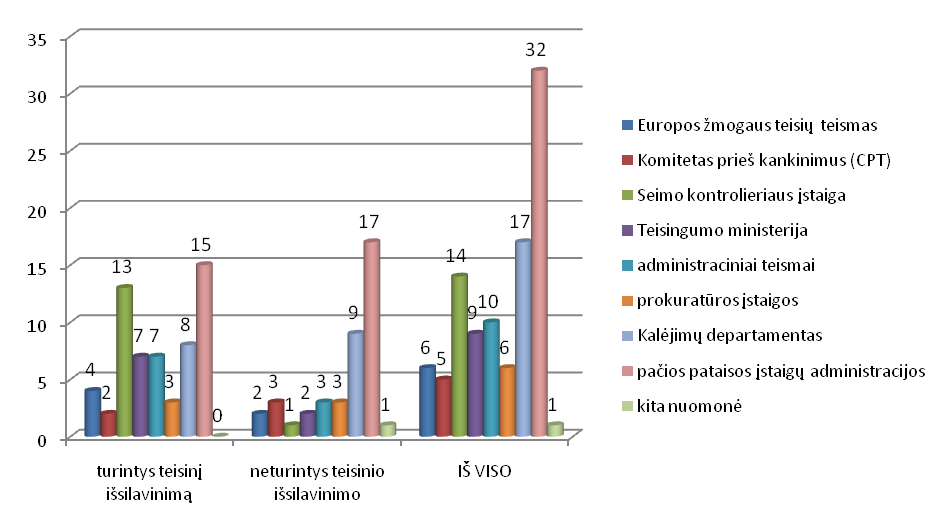 35
30
25
20
15
10
5
0
4
2
13
7
7
3
8
15
0
2
3
1
2
3
3
9
17
1
6
5
14
9
10
6
17
32
1
turintys teisinį
išsilavinimą
neturintys teisinio
išsilavinimo
IŠ VISO
Europos žmogaus teisių teismas
Komitetas prieš kankinimus (CPT)
Seimo kontrolieriaus įstaiga
Teisingumo ministerija
administraciniai teismai
prokuratūros įstaigos
Kalėjimų departamentas
pačios pataisos įstaigų administracijos
kita nuomonė